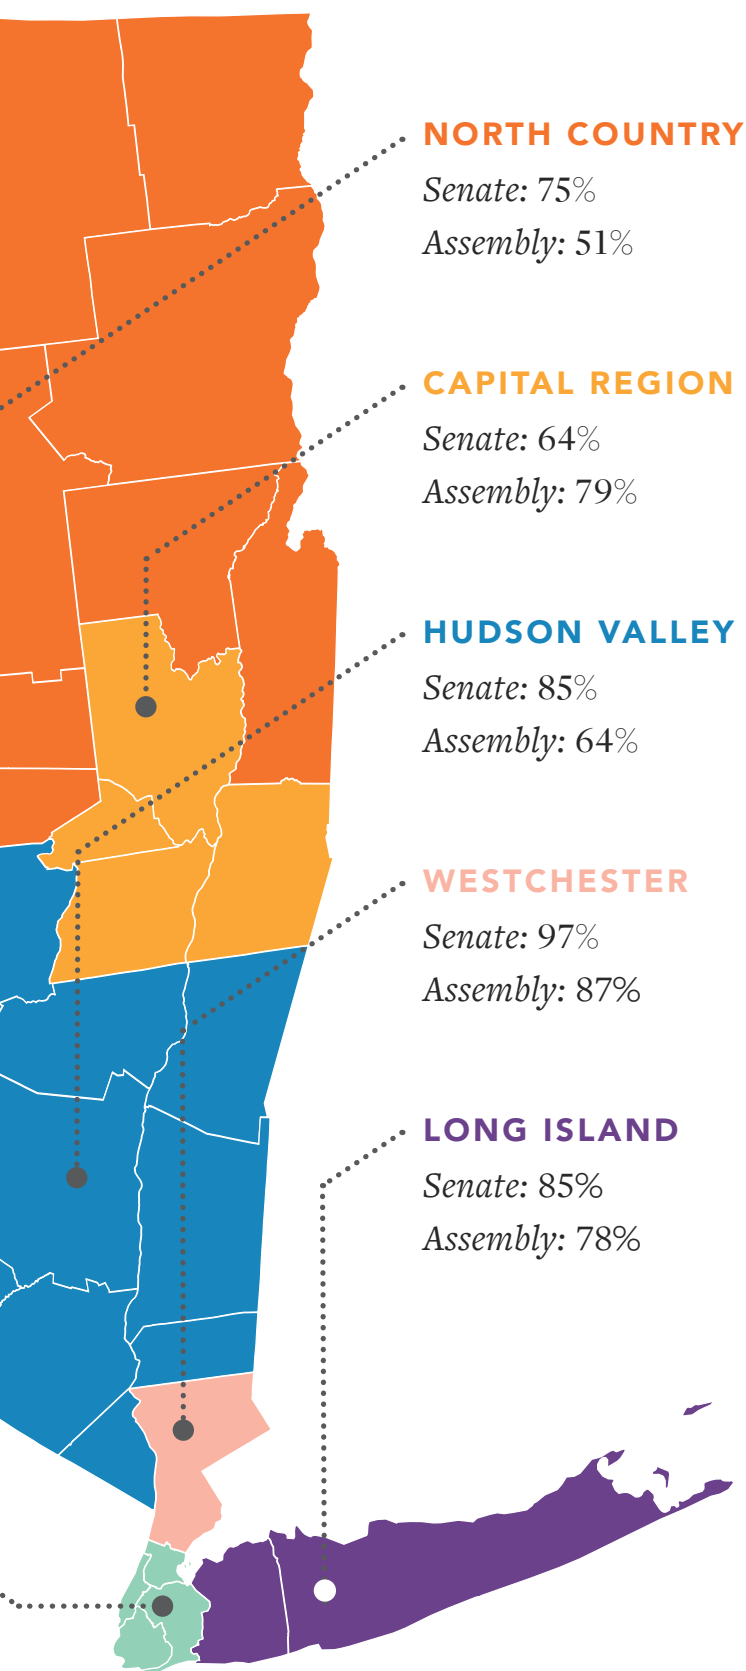 NORTH COUNTRY
Senate: 75%
Assembly: 51%
CAPITAL REGION
Senate: 64%
Assembly: 79%
HUDSON VALLEY
Senate: 85%
Assembly: 64%
WESTCHESTER
Senate: 97%
Assembly: 87%
LONG ISLAND
Senate: 85%
Assembly: 78%